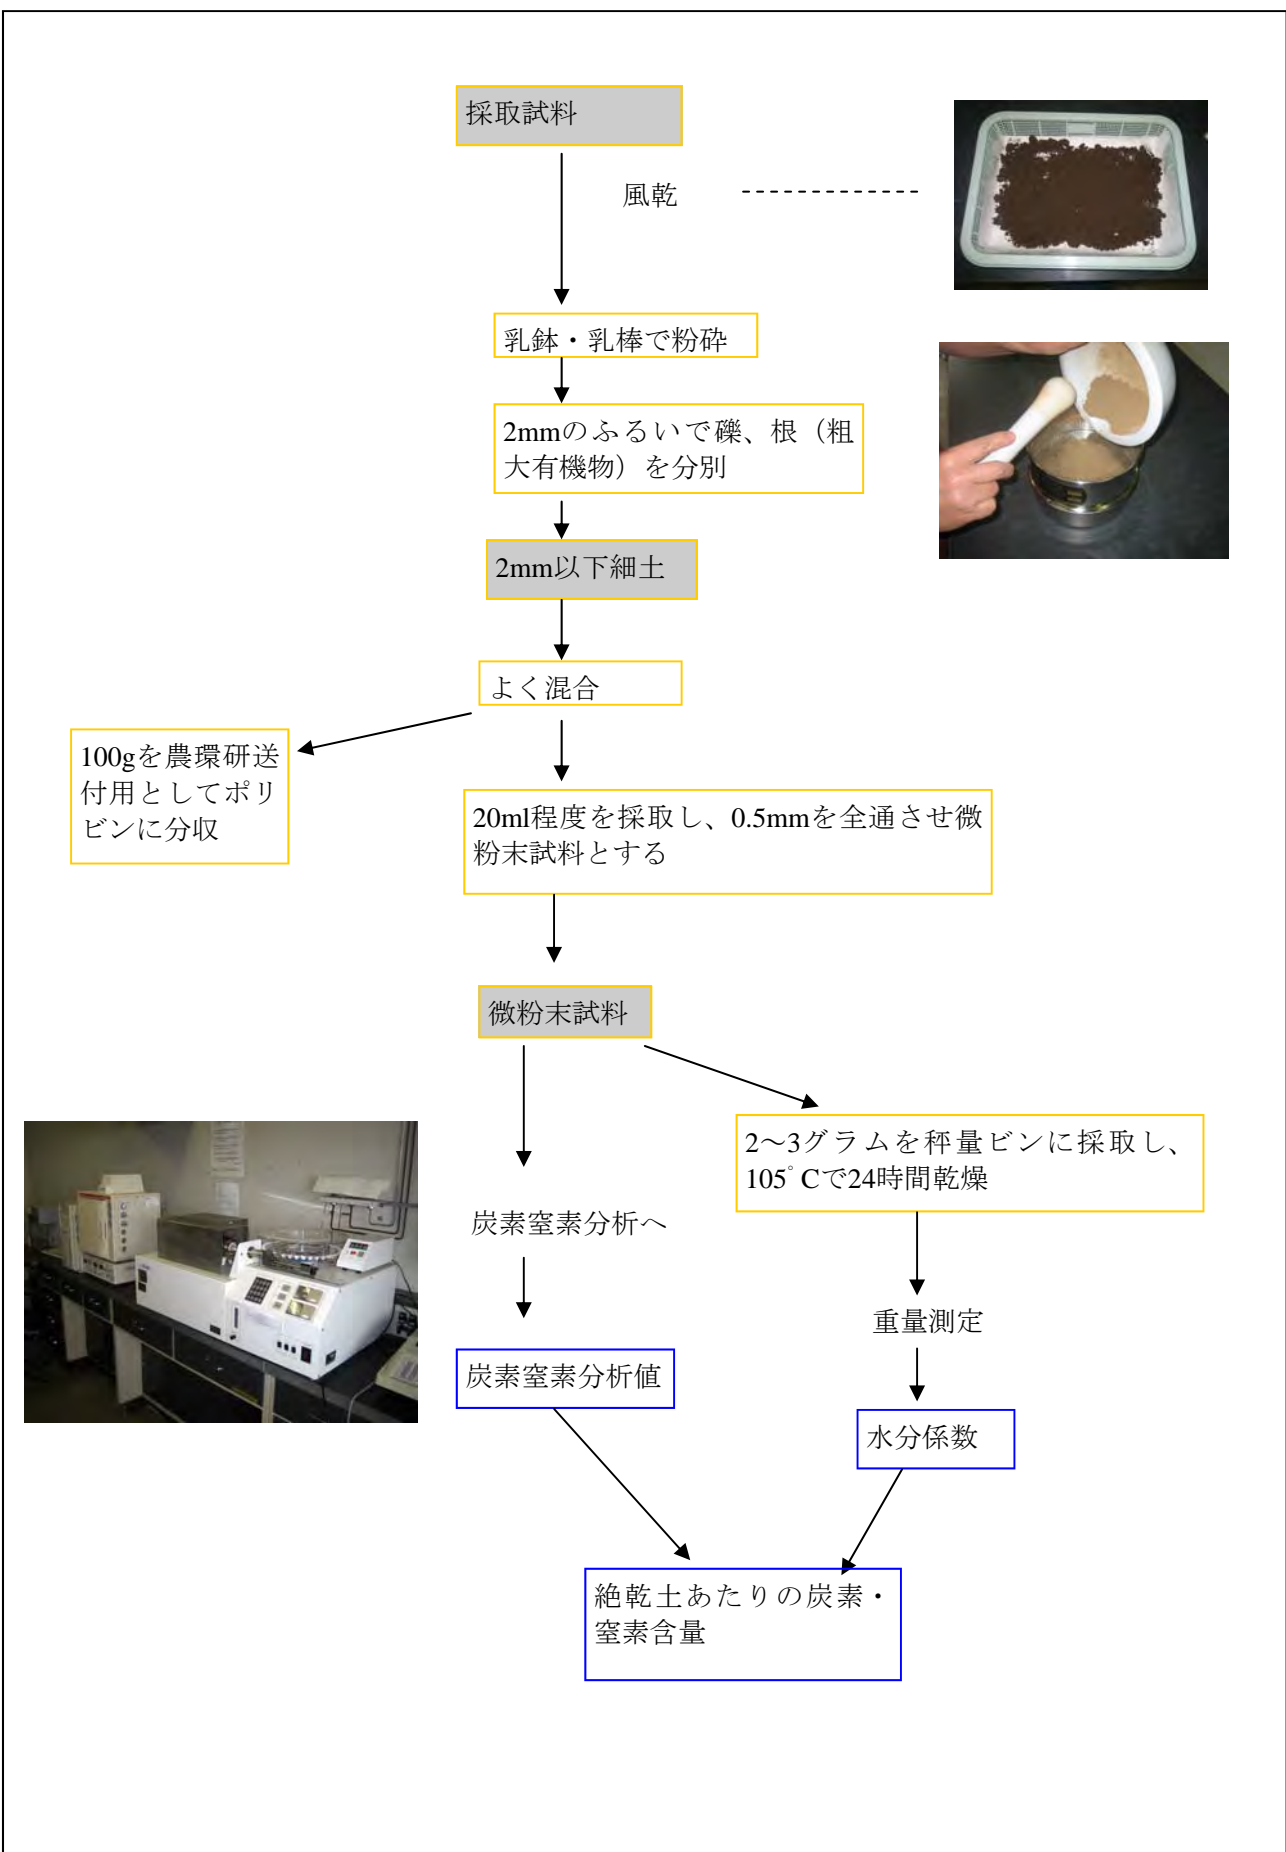 採取試料
風乾
乳鉢・乳棒で粉砕
2mmのふるいで礫、根（粗
大有機物）を分別
2mm以下細土
よく混合
100gを農環研送
付用としてポリ
ビンに分収
20ml程度を採取し、0.5mmを全通させ微
粉末試料とする
微粉末試料
2～3グラムを秤量ビンに採取し、
105°Cで24時間乾燥
炭素窒素分析へ
重量測定
炭素窒素分析値
水分係数
絶乾土あたりの炭素・
窒素含量